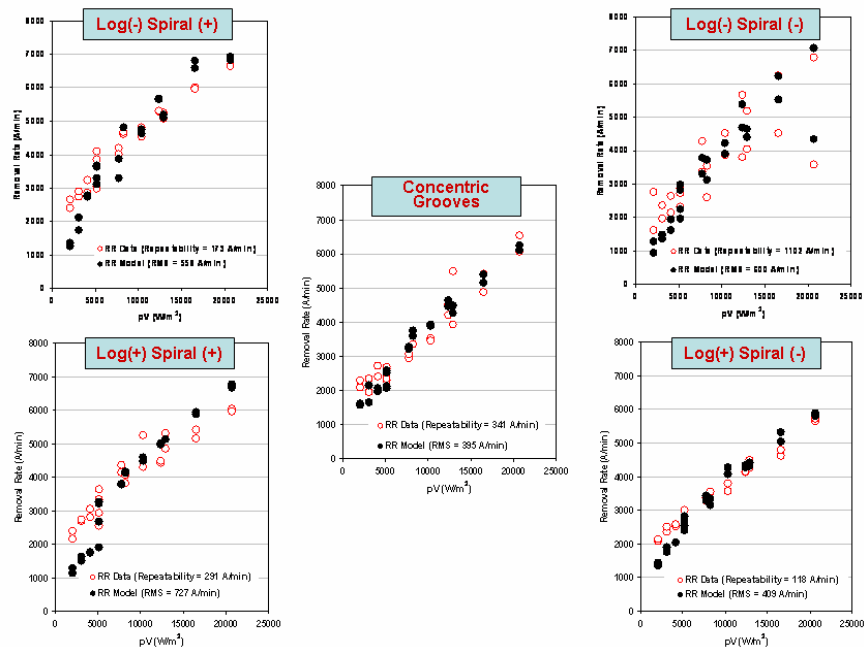 Log(-) Spiral (+)
8000
7000
6000
5000
4000
3000
2000
1000
0
Removal Rate (A/min)
RR Data (Repeatability = 173 A/min)
RR Model (RMS = 558 A/min)
0 5000 10000 15000 20000 25000
pV (W/m²)
Log(-) Spiral (-)
8000
7000
6000
5000
4000
3000
2000
1000
0
Removal Rate (A/min)
RR Data (Repeatability = 1102 A/min)
RR Model (RMS = 600 A/min)
0 5000 10000 15000 20000 25000
pV (W/m²)
Concentric
Grooves
8000
7000
6000
5000
4000
3000
2000
1000
0
Removal Rate (A/min)
RR Data (Repeatability = 341 A/min)
RR Model (RMS = 395 A/min)
0 5000 10000 15000 20000 25000
pV (W/m²)
Log(+) Spiral (+)
8000
7000
6000
5000
4000
3000
2000
1000
0
Removal Rate (A/min)
RR Data (Repeatability = 291 A/min)
RR Model (RMS = 727 A/min)
0 5000 10000 15000 20000 25000
pV (W/m²)
Log(+) Spiral (-)
8000
7000
6000
5000
4000
3000
2000
1000
0
Removal Rate (A/min)
RR Data (Repeatability = 118 A/min)
RR Model (RMS = 409 A/min)
0 5000 10000 15000 20000 25000
pV (W/m²)